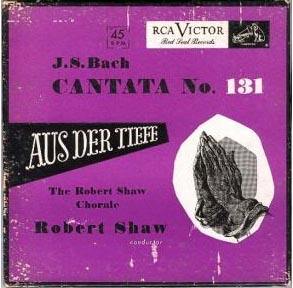 45
RPM
RCA VICTOR
Red Seal Records
J.S.Bach
CANTATA No. 131
AUS DER TIEFE
The Robert Shaw
Chorale
Robert Shaw
conductor